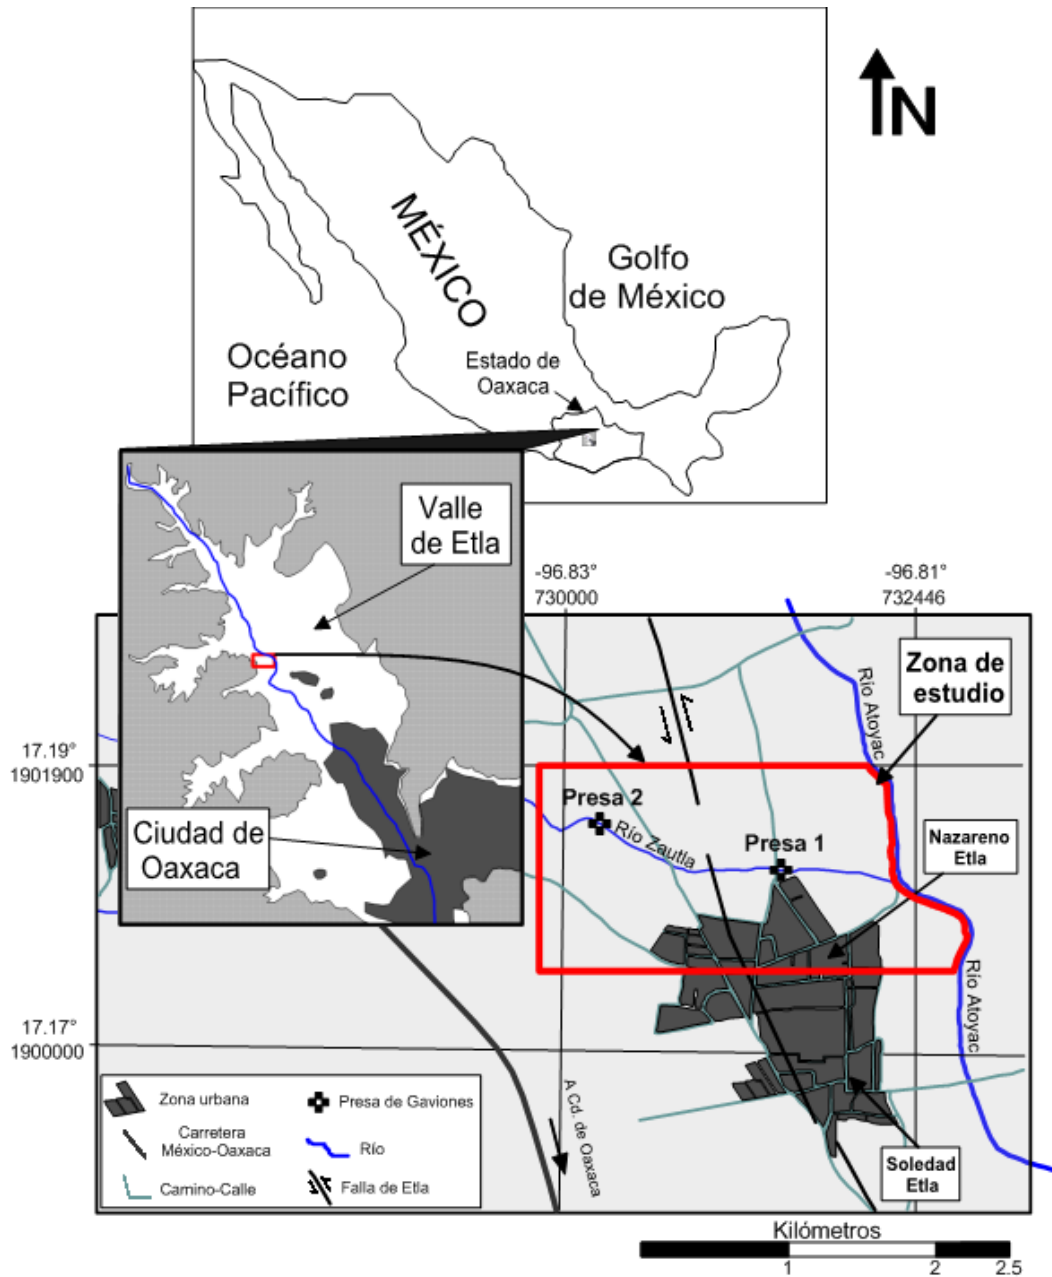 N
MÉXICO
Golfo
de México
Océano
Pacífico
Estado de
Oaxaca
Valle
de Etla
Ciudad de
Oaxaca
-96.83°
730000
-96.81°
732446
Zona de
estudio
Río Atoyac
17.19°
1901900
Presa 2
Río Zautla
Presa 1
Nazareno
Etla
Río Atoyac
17.17°
1900000
A Cd. de Oaxaca
Soledad
Etla
Zona urbana
Presa de Gaviones
Carretera
México-Oaxaca
Río
Camino-Calle
Falla de Etla
Kilómetros
1 2 2.5